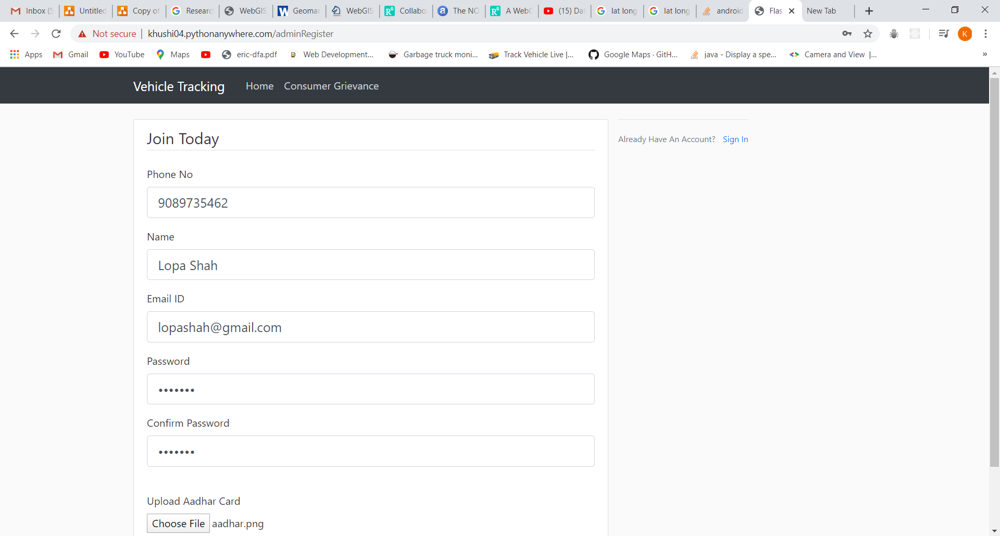 Inbox (5
Untitled
Copy of
Researc
WebGIS
Geomar
WebGIS
Collabo
The NO
A WebG
(15) Dat
lat long
lat long
android
Flas
New Tab
Not secure | khushi04.pythonanywhere.com/adminRegister
K
Apps
Gmail
YouTube
Maps
eric-dfa.pdf
Web Development...
Garbage truck moni...
Track Vehicle Live |...
Google Maps · GitH...
java - Display a spe...
Camera and View |...
»
Vehicle Tracking
Home
Consumer Grievance
Join Today
Already Have An Account? Sign In
Phone No
9089735462
Name
Lopa Shah
Email ID
lopashah@gmail.com
Password
•••••••
Confirm Password
•••••••
Upload Aadhar Card
Choose File aadhar.png